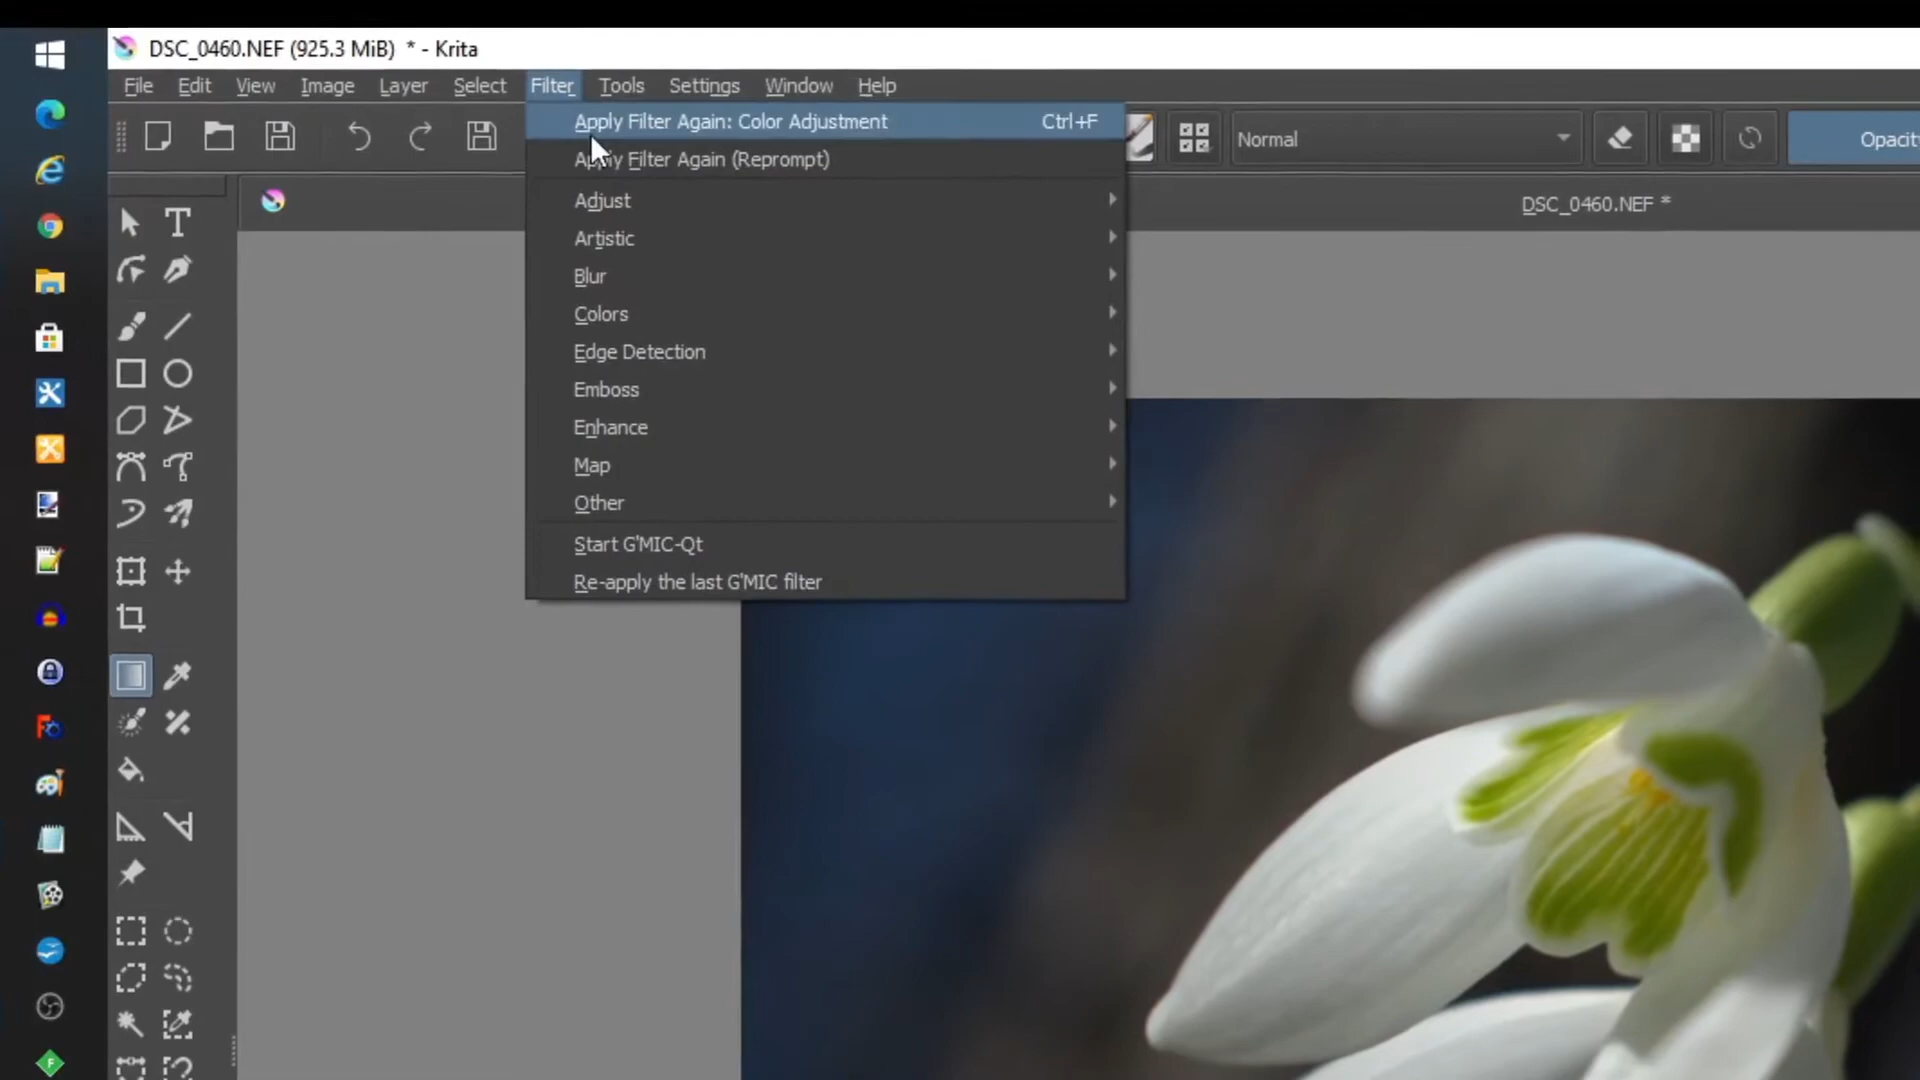 DSC_0460.NEF (925.3 MiB) * - Krita
File Edit View Image Layer Select Filter Tools Settings Window Help
Apply Filter Again: Color Adjustment Ctrl+F
Normal
Apply Filter Again (Reprompt)
Adjust
DSC_0460.NEF *
Artistic
Blur
Colors
Edge Detection
Emboss
Enhance
Map
Other
Start G'MIC-Qt
Re-apply the last G'MIC filter